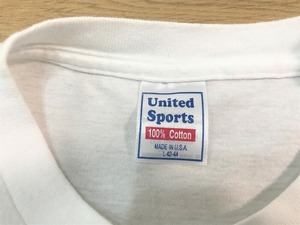 United
Sports
100% Cotton
MADE IN U.S.A.
L 42-44